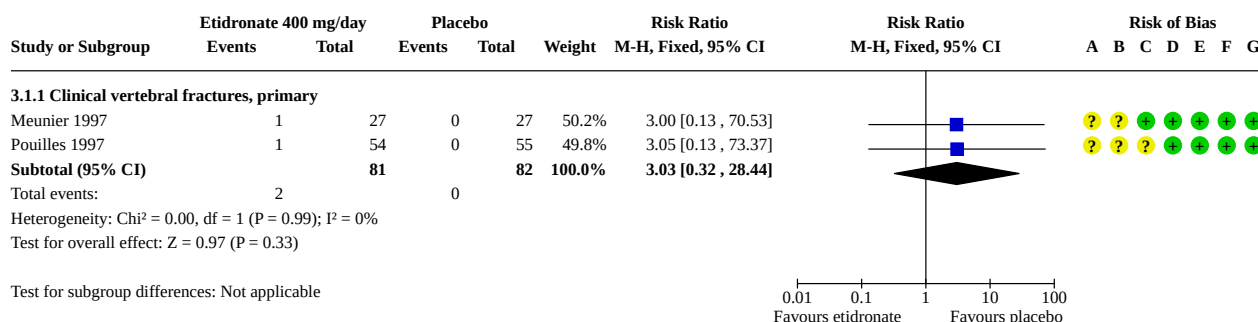 Etidronate 400 mg/day Placebo Risk Ratio Risk Ratio Risk of Bias
Study or Subgroup Events Total Events Total Weight M-H, Fixed, 95% CI M-H, Fixed, 95% CI A B C D E F G
3.1.1 Clinical vertebral fractures, primary
Meunier 1997 1 27 0 27 50.2% 3.00 [0.13 , 70.53] ? ? + + + + +
Pouilles 1997 1 54 0 55 49.8% 3.05 [0.13 , 73.37] ? ? ? + + + +
Subtotal (95% CI) 81 82 100.0% 3.03 [0.32 , 28.44]
Total events: 2 0
Heterogeneity: Chi² = 0.00, df = 1 (P = 0.99); I² = 0%
Test for overall effect: Z = 0.97 (P = 0.33)
Test for subgroup differences: Not applicable
0.01 0.1 1 10 100
Favours etidronate Favours placebo